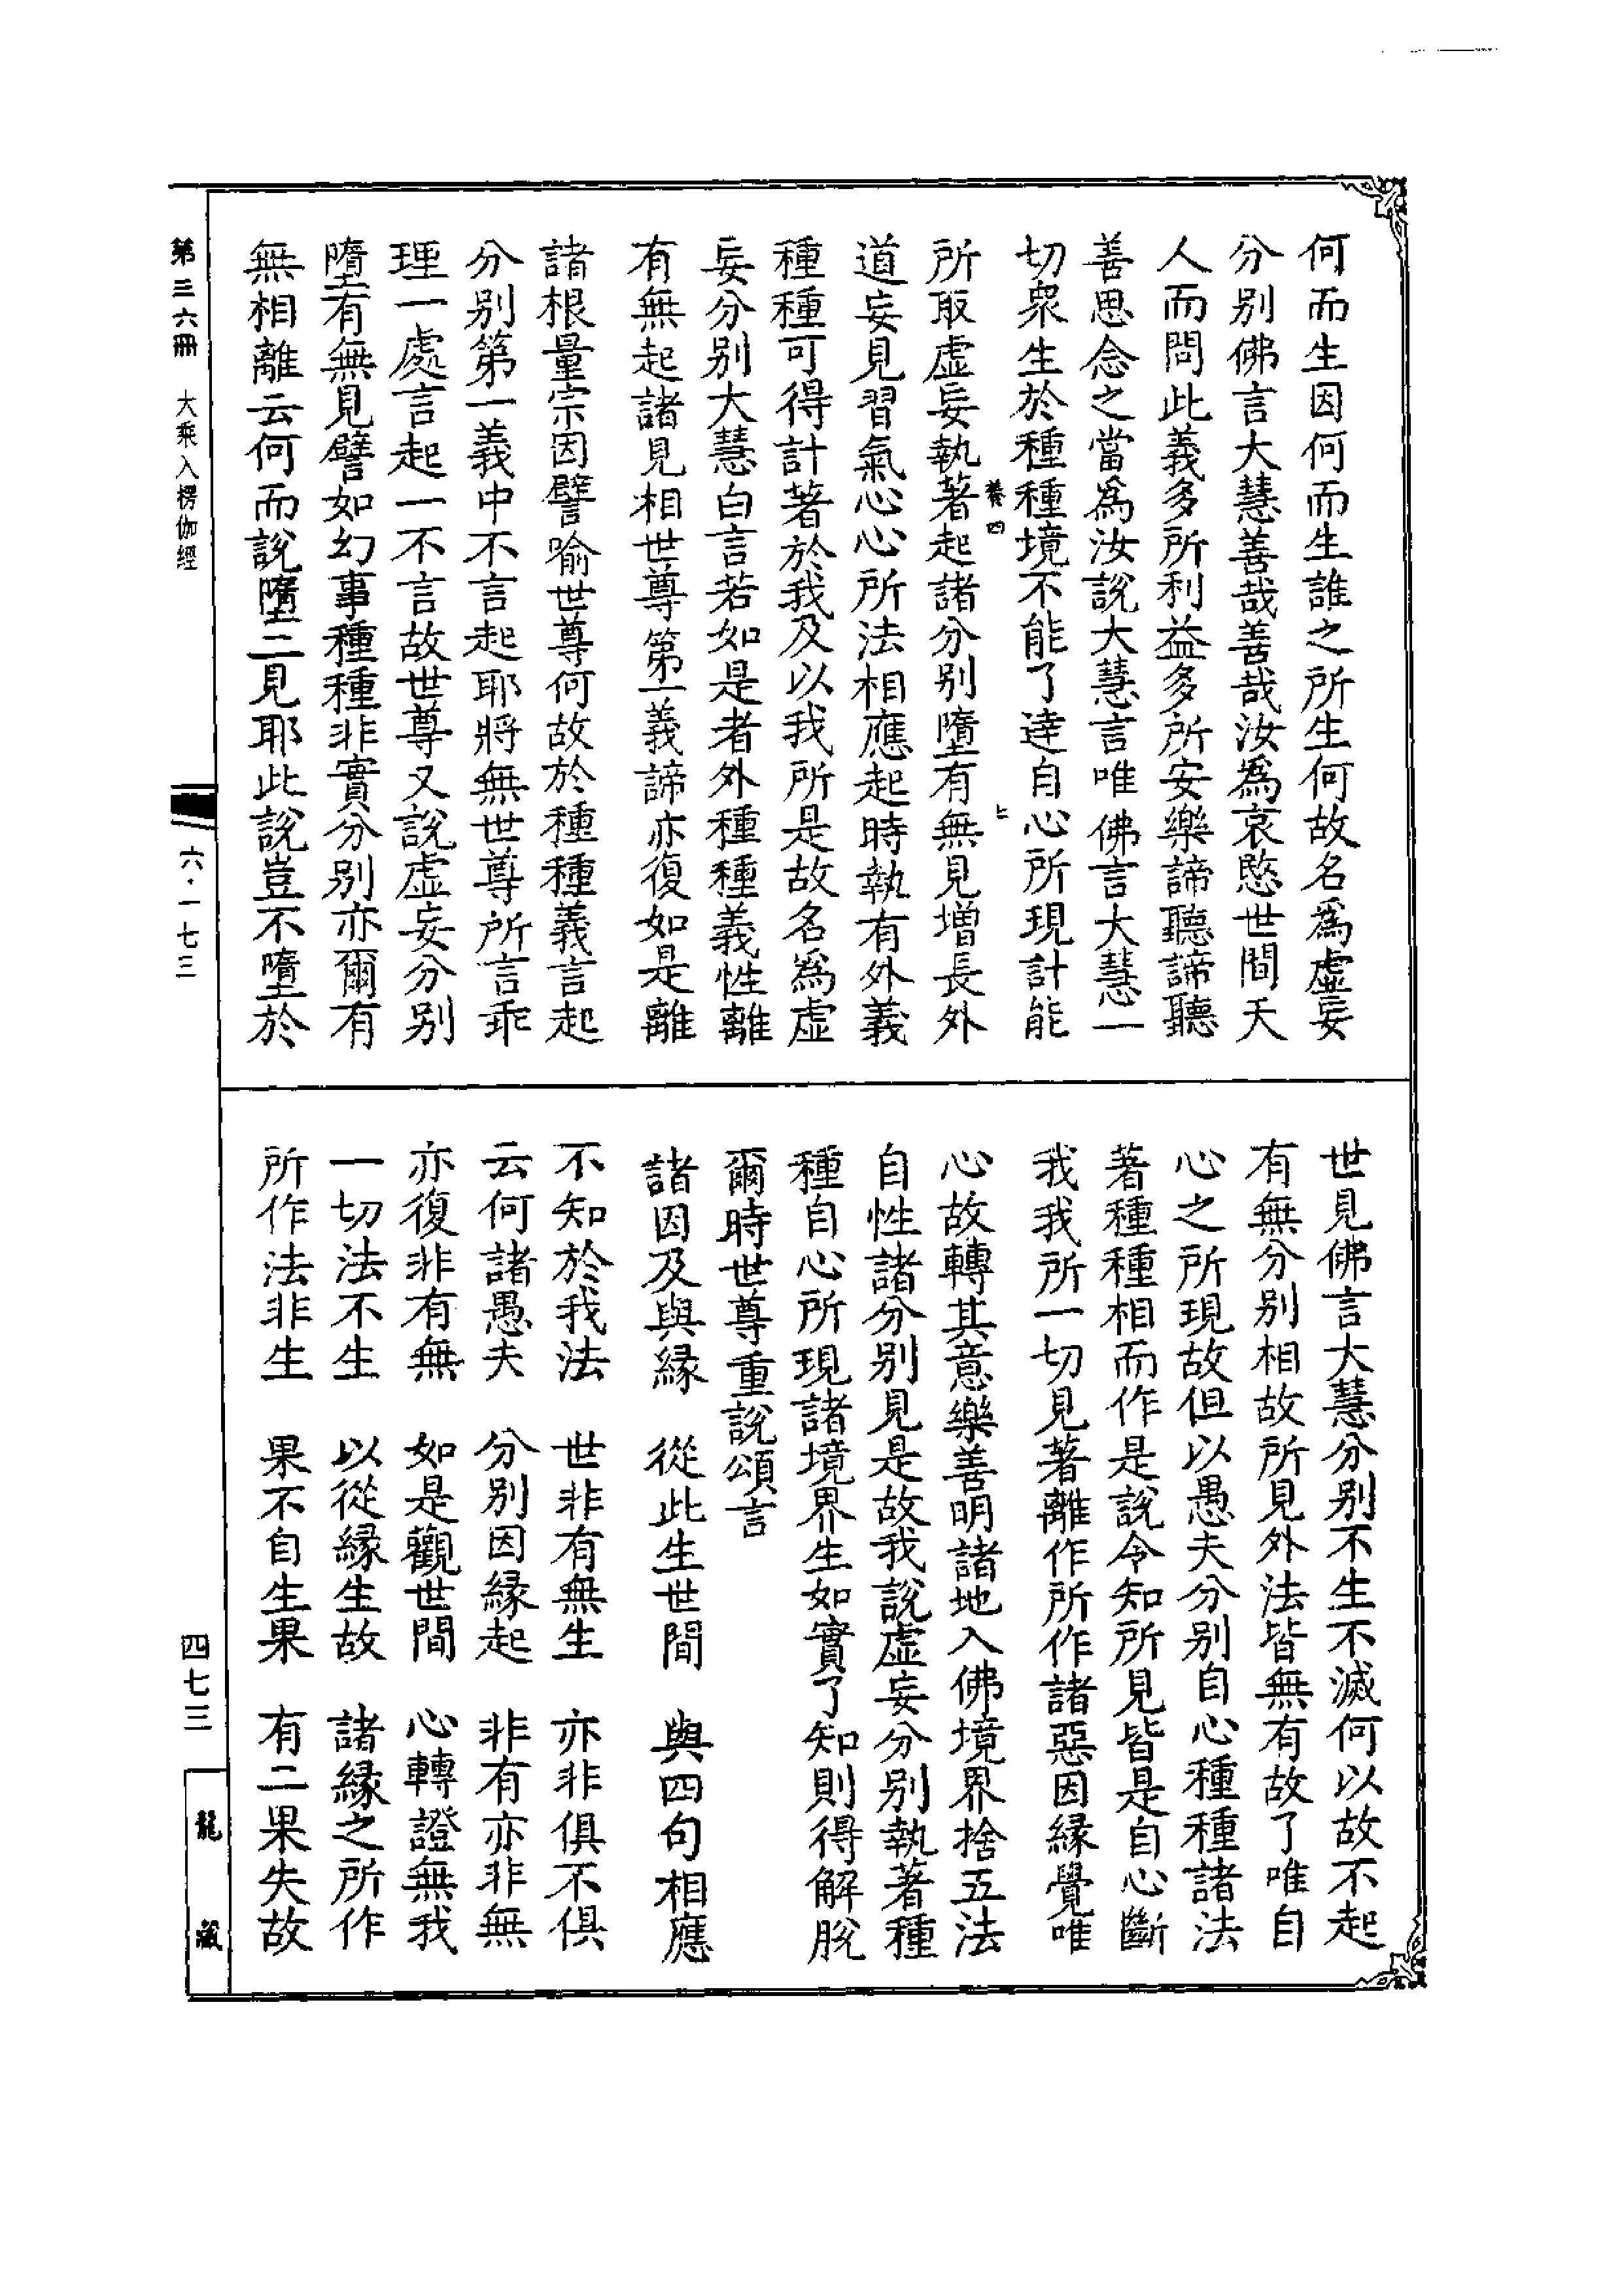 何而生因何而生誰之所生何故名爲虛妄
分別佛言大慧善哉善哉汝爲哀愍世間天
人而問此義多所利益多所安樂諦聽諦聽
善思念之當爲汝說大慧言唯佛言大慧一
切衆生於種種境不能了達自心所現計能
所取虛妄執著起諸分別墮有無見增長外
道妄見習氣心心所法相應起時執有外義
種種可得計著於我及以我所是故名爲虛
妄分別大慧白言若如是者外種種義性離
有無起諸見相世尊第一義諦亦復如是離
諸根量宗因譬喻世尊何故於種種義言起
分別第一義中不言起耶將無世尊所言乖
理一處言起一不言故世尊又說虛妄分別
墮有無見譬如幻事種種非實分別亦爾有
無相離云何而說墮二見耶此說豈不墮於
世見佛言大慧分別不生不滅何以故不起
有無分別相故所見外法皆無有故了唯自
心之所現故但以愚夫分別自心種種諸法
著種種相而作是說令知所見皆是自心斷
我我所一切見著離作所作諸惡因緣覺唯
心故轉其意樂善明諸地入佛境界捨五法
自性諸分別見是故我說虛妄分別執著種
種自心所現諸境界生如實了知則得解脫
爾時世尊重說頌言
諸因及與緣 從此生世間 與四句相應
不知於我法 世非有無生 亦非俱不俱
云何諸愚夫 分別因緣起 非有亦非無
亦復非有無 如是觀世間 心轉證無我
一切法不生 以從緣生故 諸緣之所作
所作法非生 果不自生果 有二果失故
養四
七
第三六冊 大乘入楞伽經
六·一七三
四七三
龍藏